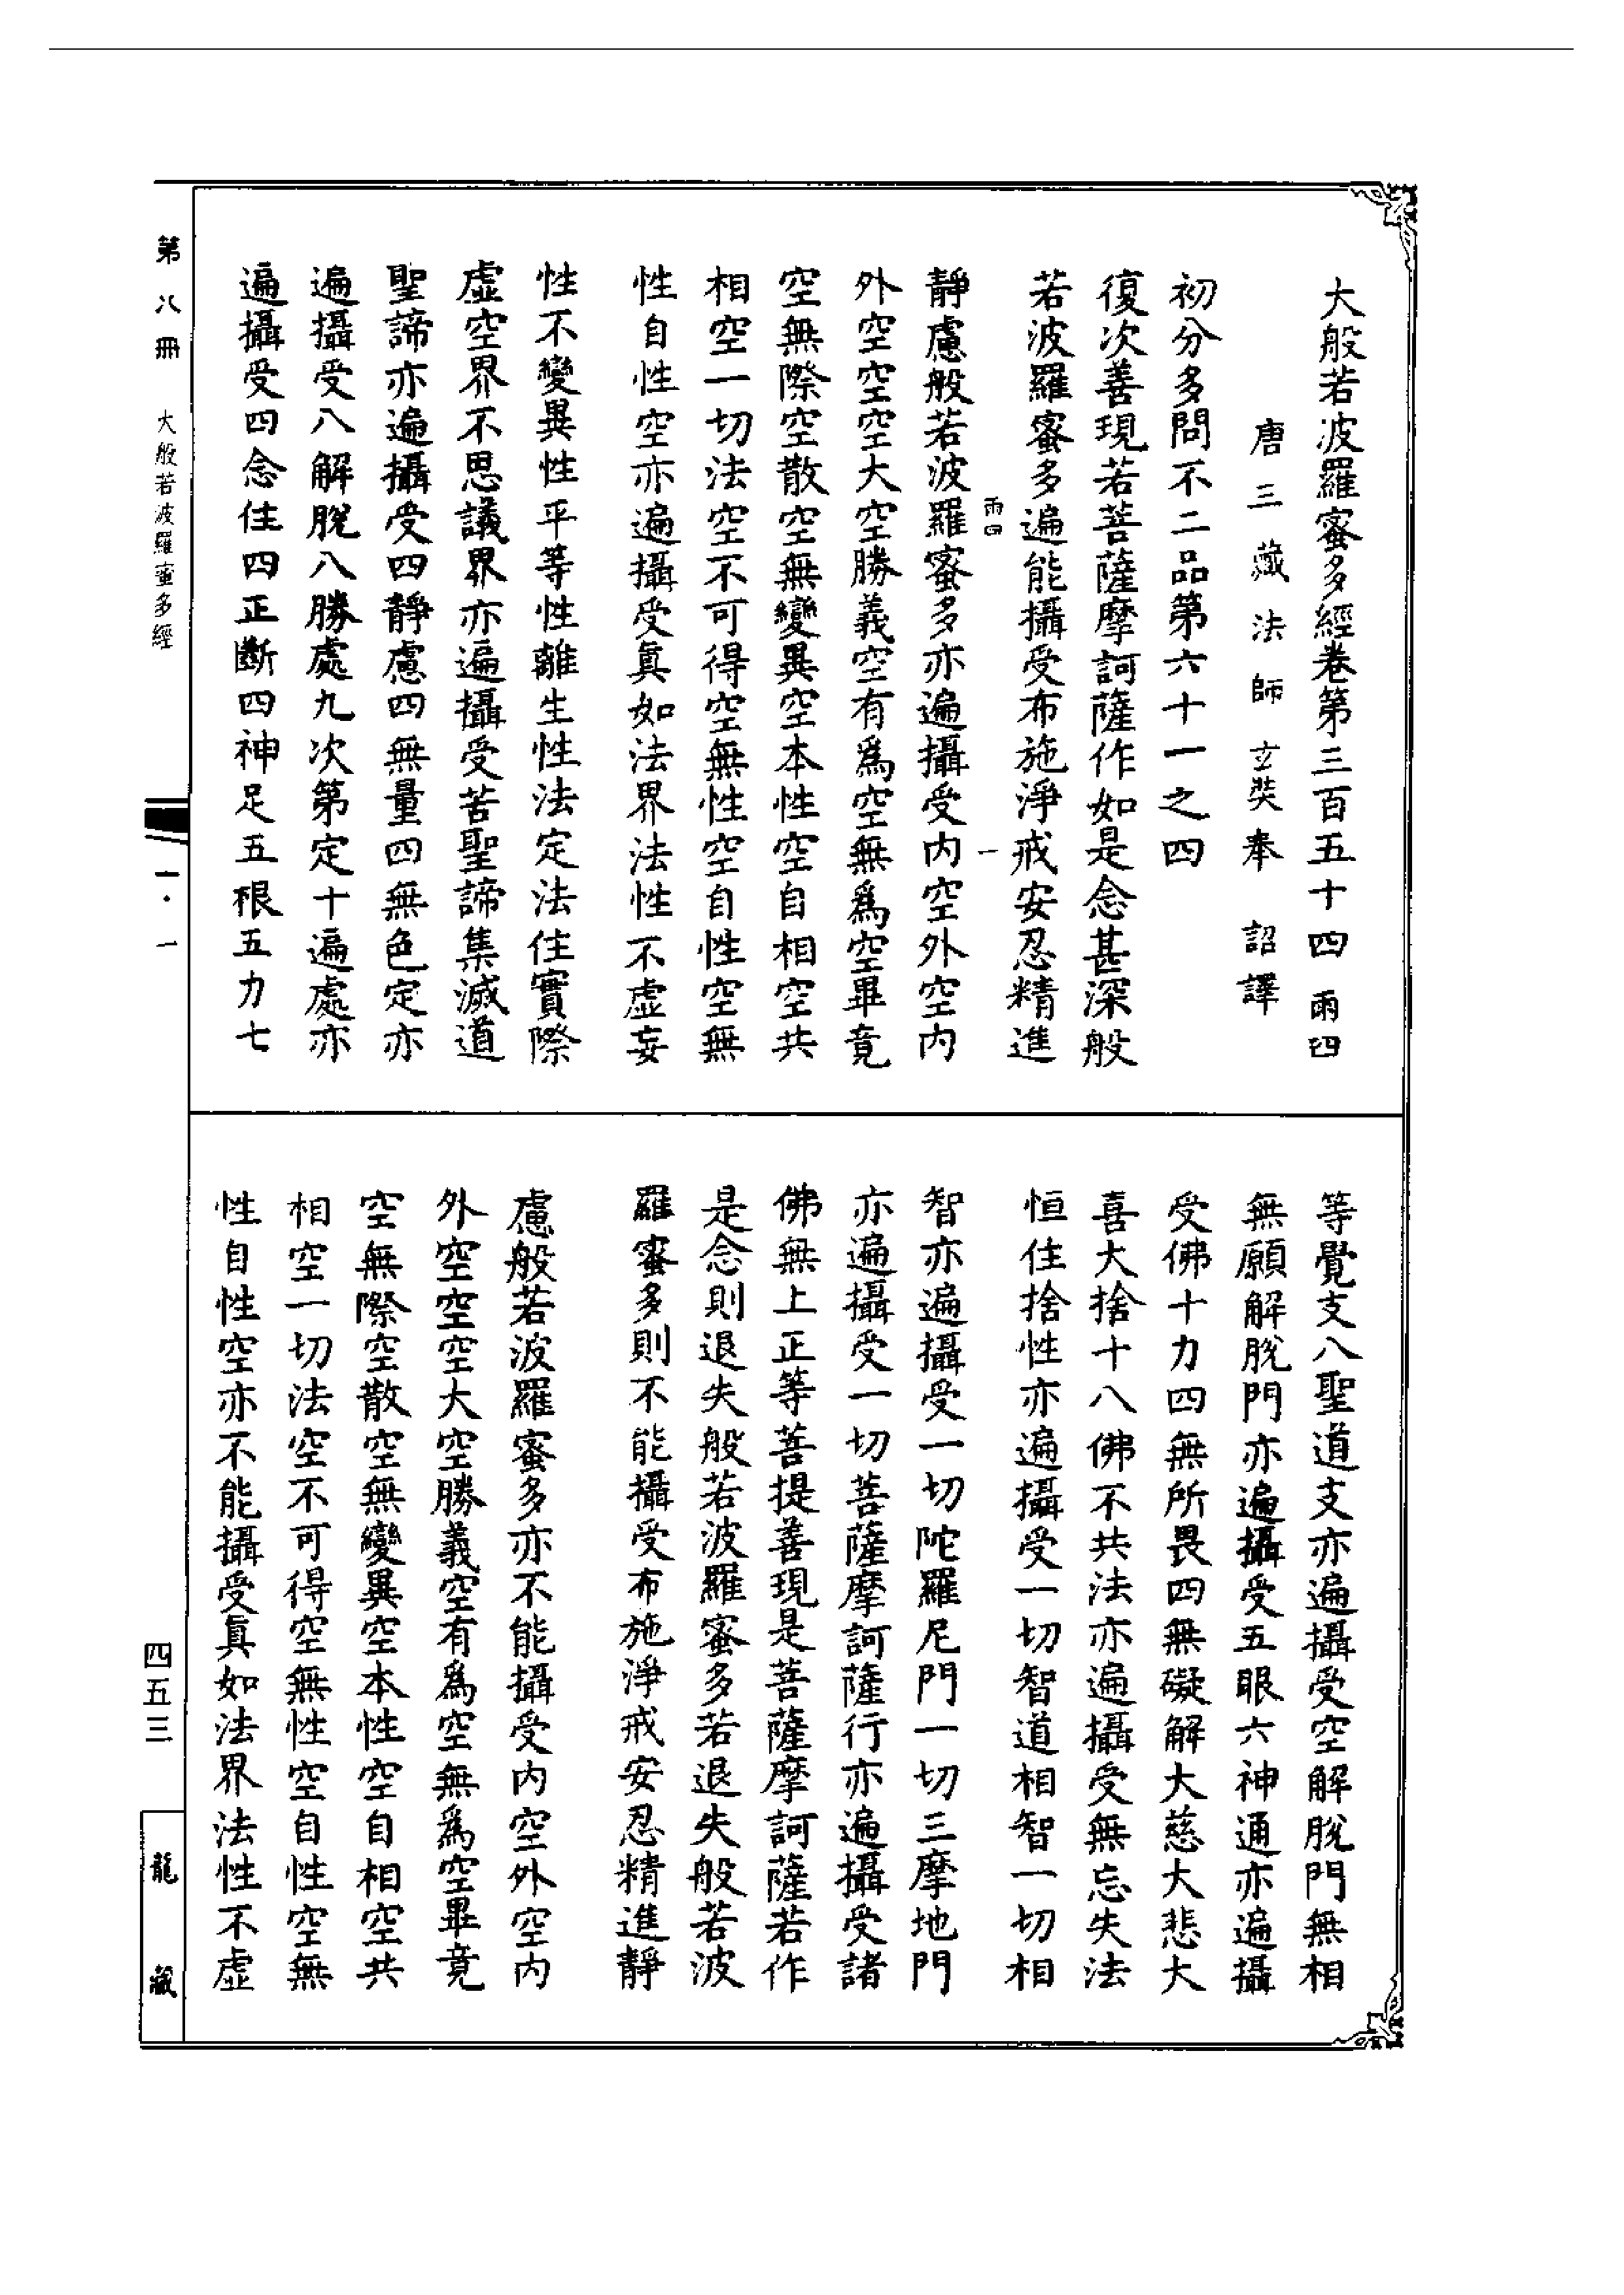 大般若波羅蜜多經卷第三百五十四 雨四
唐三藏法師玄奘奉 詔譯
初分多問不二品第六十一之四
復次善現若菩薩摩訶薩作如是念甚深般
若波羅蜜多遍能攝受布施淨戒安忍精進
雨四 一
靜慮般若波羅蜜多亦遍攝受内空外空内
外空空空大空勝義空有爲空無爲空畢竟
空無際空散空無變異空本性空自相空共
相空一切法空不可得空無性空自性空無
性自性空亦遍攝受眞如法界法性不虛妄
性不變異性平等性離生性法定法住實際
虛空界不思議界亦遍攝受苦聖諦集滅道
聖諦亦遍攝受四靜慮四無量四無色定亦
遍攝受八解脫八勝處九次第定十遍處亦
遍攝受四念住四正斷四神足五根五力七
等覺支八聖道支亦遍攝受空解脫門無相
無願解脫門亦遍攝受五眼六神通亦遍攝
受佛十力四無所畏四無礙解大慈大悲大
喜大捨十八佛不共法亦遍攝受無忘失法
恒住捨性亦遍攝受一切智道相智一切相
智亦遍攝受一切陀羅尼門一切三摩地門
亦遍攝受一切菩薩摩訶薩行亦遍攝受諸
佛無上正等菩提善現是菩薩摩訶薩若作
是念則退失般若波羅蜜多若退失般若波
羅蜜多則不能攝受布施淨戒安忍精進靜
慮般若波羅蜜多亦不能攝受内空外空内
外空空空大空勝義空有爲空無爲空畢竟
空無際空散空無變異空本性空自相空共
相空一切法空不可得空無性空自性空無
性自性空亦不能攝受眞如法界法性不虛
第八冊 大般若波羅蜜多經 一·一
四五三
龍藏